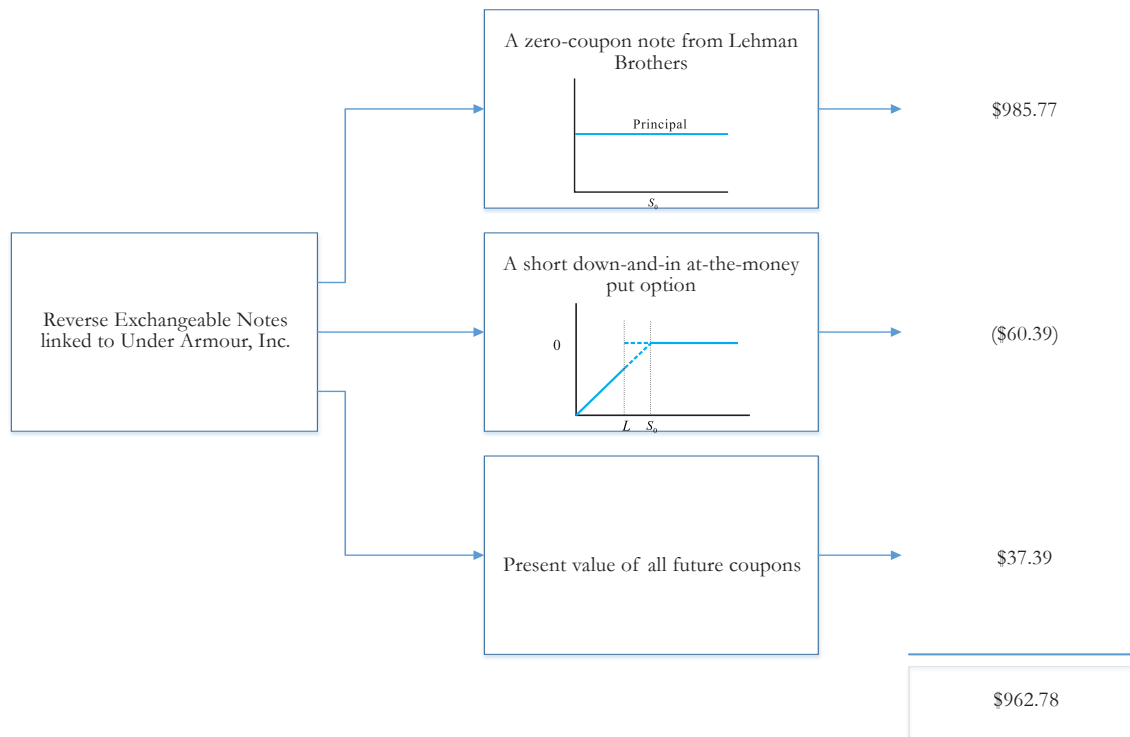 A zero-coupon note from Lehman
Brothers
Principal
S₀
$985.77
Reverse Exchangeable Notes
linked to Under Armour, Inc.
A short down-and-in at-the-money
put option
0
L S₀
($60.39)
Present value of all future coupons
$37.39
$962.78